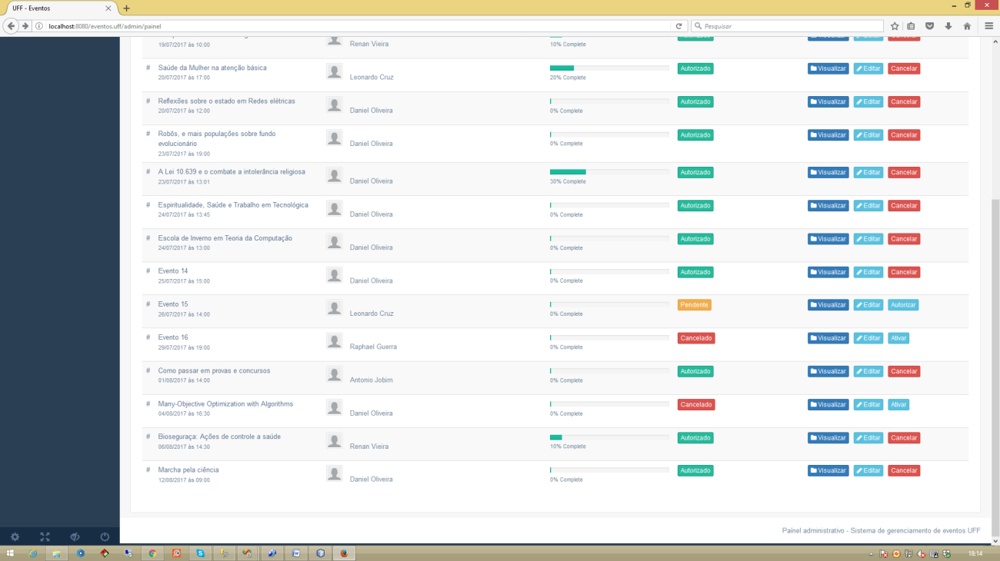 UFF - Eventos
localhost:8080/eventos.uff/admin/painel
Pesquisar
19/07/2017 às 10:00 Renan Vieira 10% Complete
# Saúde da Mulher na atenção básica Autorizado Visualizar Editar Cancelar
20/07/2017 às 17:00 Leonardo Cruz 20% Complete
# Reflexões sobre o estado em Redes elétricas Autorizado Visualizar Editar Cancelar
20/07/2017 às 12:00 Daniel Oliveira 0% Complete
# Robôs, e mais populações sobre fundo Autorizado Visualizar Editar Cancelar
evolucionário Daniel Oliveira 0% Complete
23/07/2017 às 19:00
# A Lei 10.639 e o combate a intolerância religiosa Autorizado Visualizar Editar Cancelar
23/07/2017 às 13:01 Daniel Oliveira 30% Complete
# Espiritualidade, Saúde e Trabalho em Tecnológica Autorizado Visualizar Editar Cancelar
24/07/2017 às 13:45 Daniel Oliveira 0% Complete
# Escola de Inverno em Teoria da Computação Autorizado Visualizar Editar Cancelar
24/07/2017 às 13:00 Daniel Oliveira 0% Complete
# Evento 14 Autorizado Visualizar Editar Cancelar
25/07/2017 às 15:00 Daniel Oliveira 0% Complete
# Evento 15 Pendente Visualizar Editar Autorizar
26/07/2017 às 14:00 Leonardo Cruz 0% Complete
# Evento 16 Cancelado Visualizar Editar Ativar
29/07/2017 às 19:00 Raphael Guerra 0% Complete
# Como passar em provas e concursos Autorizado Visualizar Editar Cancelar
01/08/2017 às 14:00 Antonio Jobim 0% Complete
# Many-Objective Optimization with Algorithms Cancelado Visualizar Editar Ativar
04/08/2017 às 16:30 Daniel Oliveira 0% Complete
# Bioseguraça: Ações de controle a saúde Autorizado Visualizar Editar Cancelar
06/08/2017 às 14:30 Renan Vieira 10% Complete
# Marcha pela ciência Autorizado Visualizar Editar Cancelar
12/08/2017 às 09:00 Daniel Oliveira 0% Complete
Painel administrativo - Sistema de gerenciamento de eventos UFF
18:14